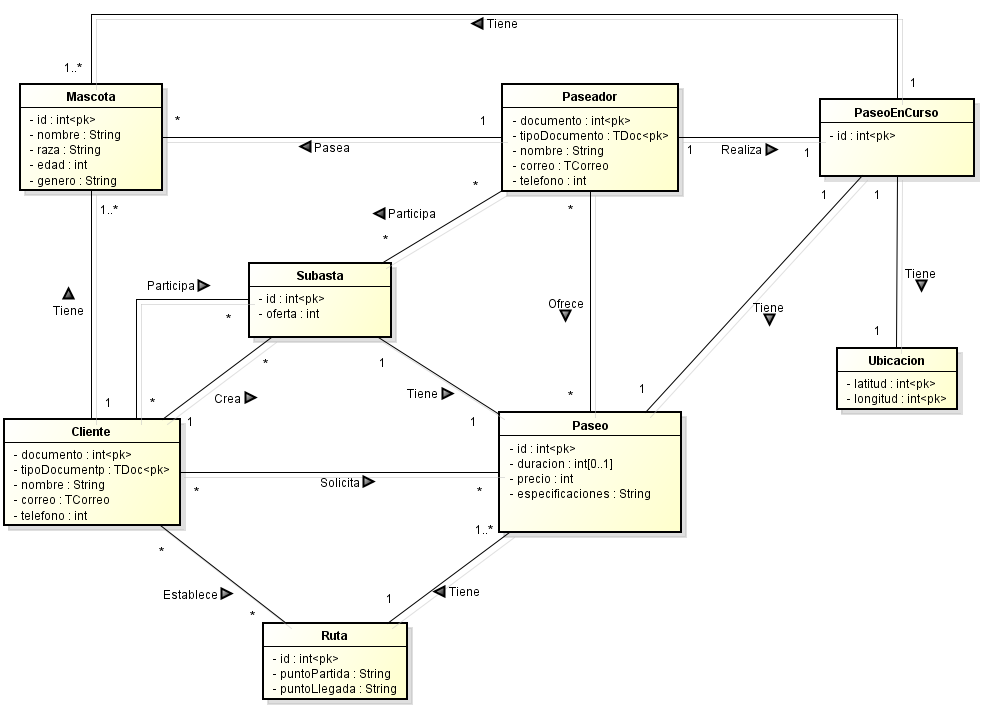 Tiene
1..*
1
Mascota
- id : int<pk>
- nombre : String
- raza : String
- edad : int
- genero : String
*
1
Pasea
Paseador
- documento : int<pk>
- tipoDocumento : TDoc<pk>
- nombre : String
- correo : TCorreo
- telefono : int
1
Realiza
1
PaseoEnCurso
- id : int<pk>
1..*
*
Participa
*
*
1
1
Subasta
- id : int<pk>
- oferta : int
Participa
*
Tiene
Ofrece
Tiene
Tiene
1
*
1
Crea
*
1
Tiene
1
*
1
1
Ubicacion
- latitud : int<pk>
- longitud : int<pk>
Cliente
- documento : int<pk>
- tipoDocumentp : TDoc<pk>
- nombre : String
- correo : TCorreo
- telefono : int
*
Solicita
*
Paseo
- id : int<pk>
- duracion : int[0..1]
- precio : int
- especificaciones : String
*
Establece
*
1..*
Tiene
1
Ruta
- id : int<pk>
- puntoPartida : String
- puntoLlegada : String